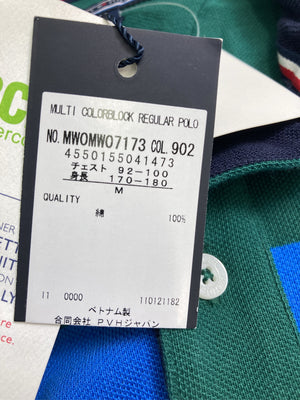 MULTI COLORBLOCK REGULAR POLO
NO. MW0MW07173 COL. 902
4550155041473
チェスト 92-100
身長 170-180
M
QUALITY
綿 100%
11 0000 110121182
ベトナム製
合同会社 PVHジャパン